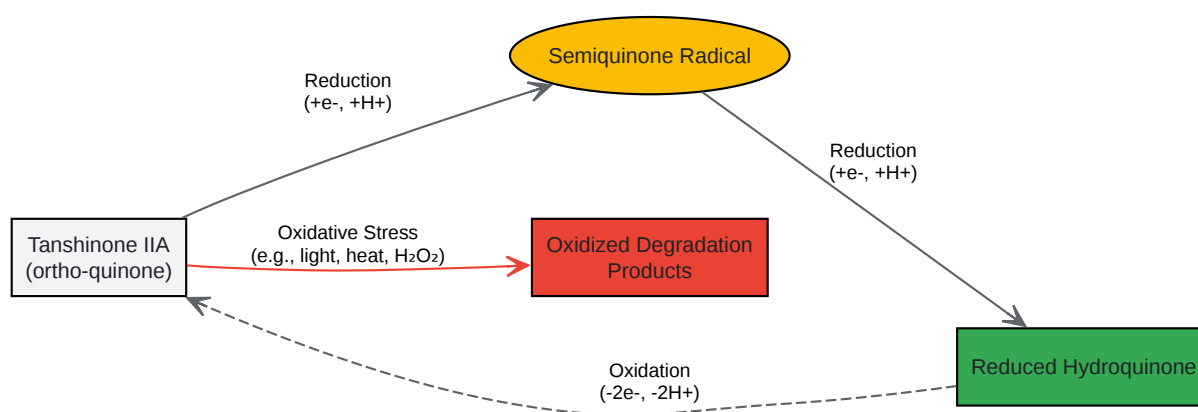 Semiquinone Radical
Reduction
(+e-, +H+)
Reduction
(+e-, +H+)
Tanshinone IIA
(ortho-quinone)
Oxidative Stress
(e.g., light, heat, H₂O₂)
Oxidized Degradation
Products
Reduced Hydroquinone
Oxidation
(-2e-, -2H+)